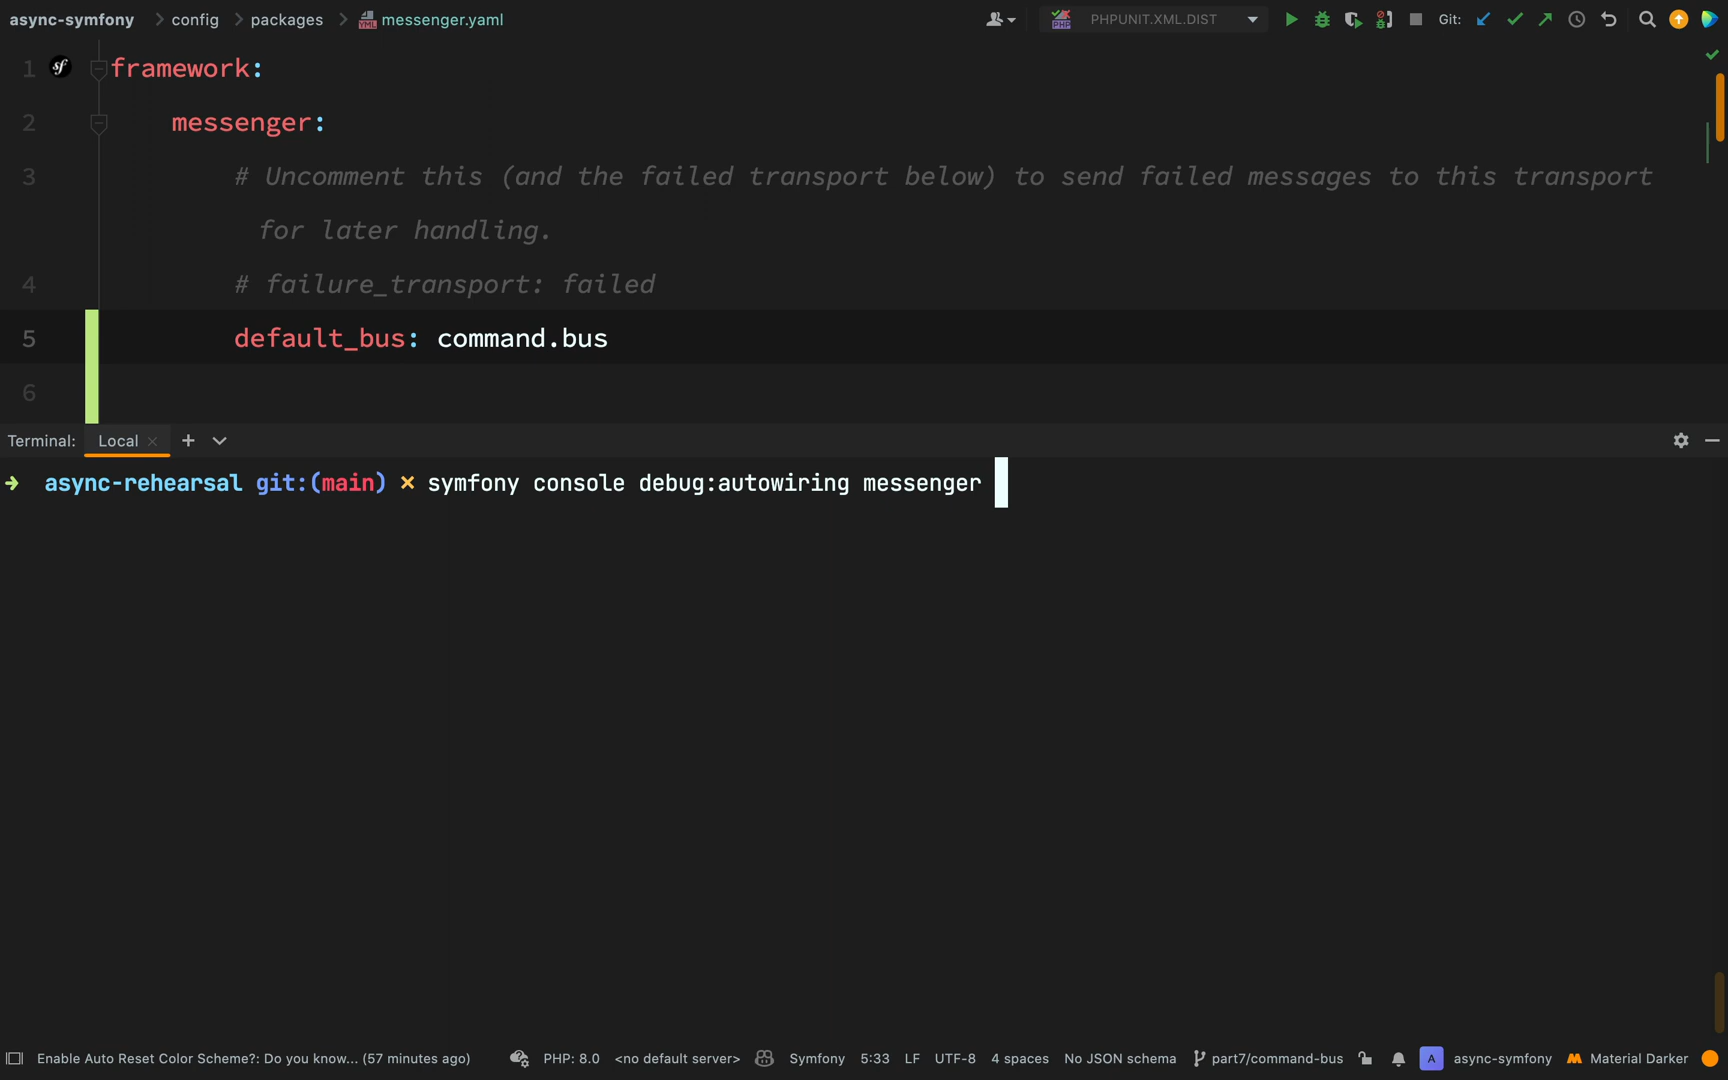 async-symfony > config > packages > messenger.yaml
PHPUNIT.XML.DIST
Git:
1 framework:
2 messenger:
3 # Uncomment this (and the failed transport below) to send failed messages to this transport
for later handling.
4 # failure_transport: failed
5 default_bus: command.bus
6
Terminal: Local × +
→ async-rehearsal git:(main) × symfony console debug:autowiring messenger
Enable Auto Reset Color Scheme?: Do you know... (57 minutes ago) PHP: 8.0 <no default server> Symfony 5:33 LF UTF-8 4 spaces No JSON schema part7/command-bus A async-symfony Material Darker